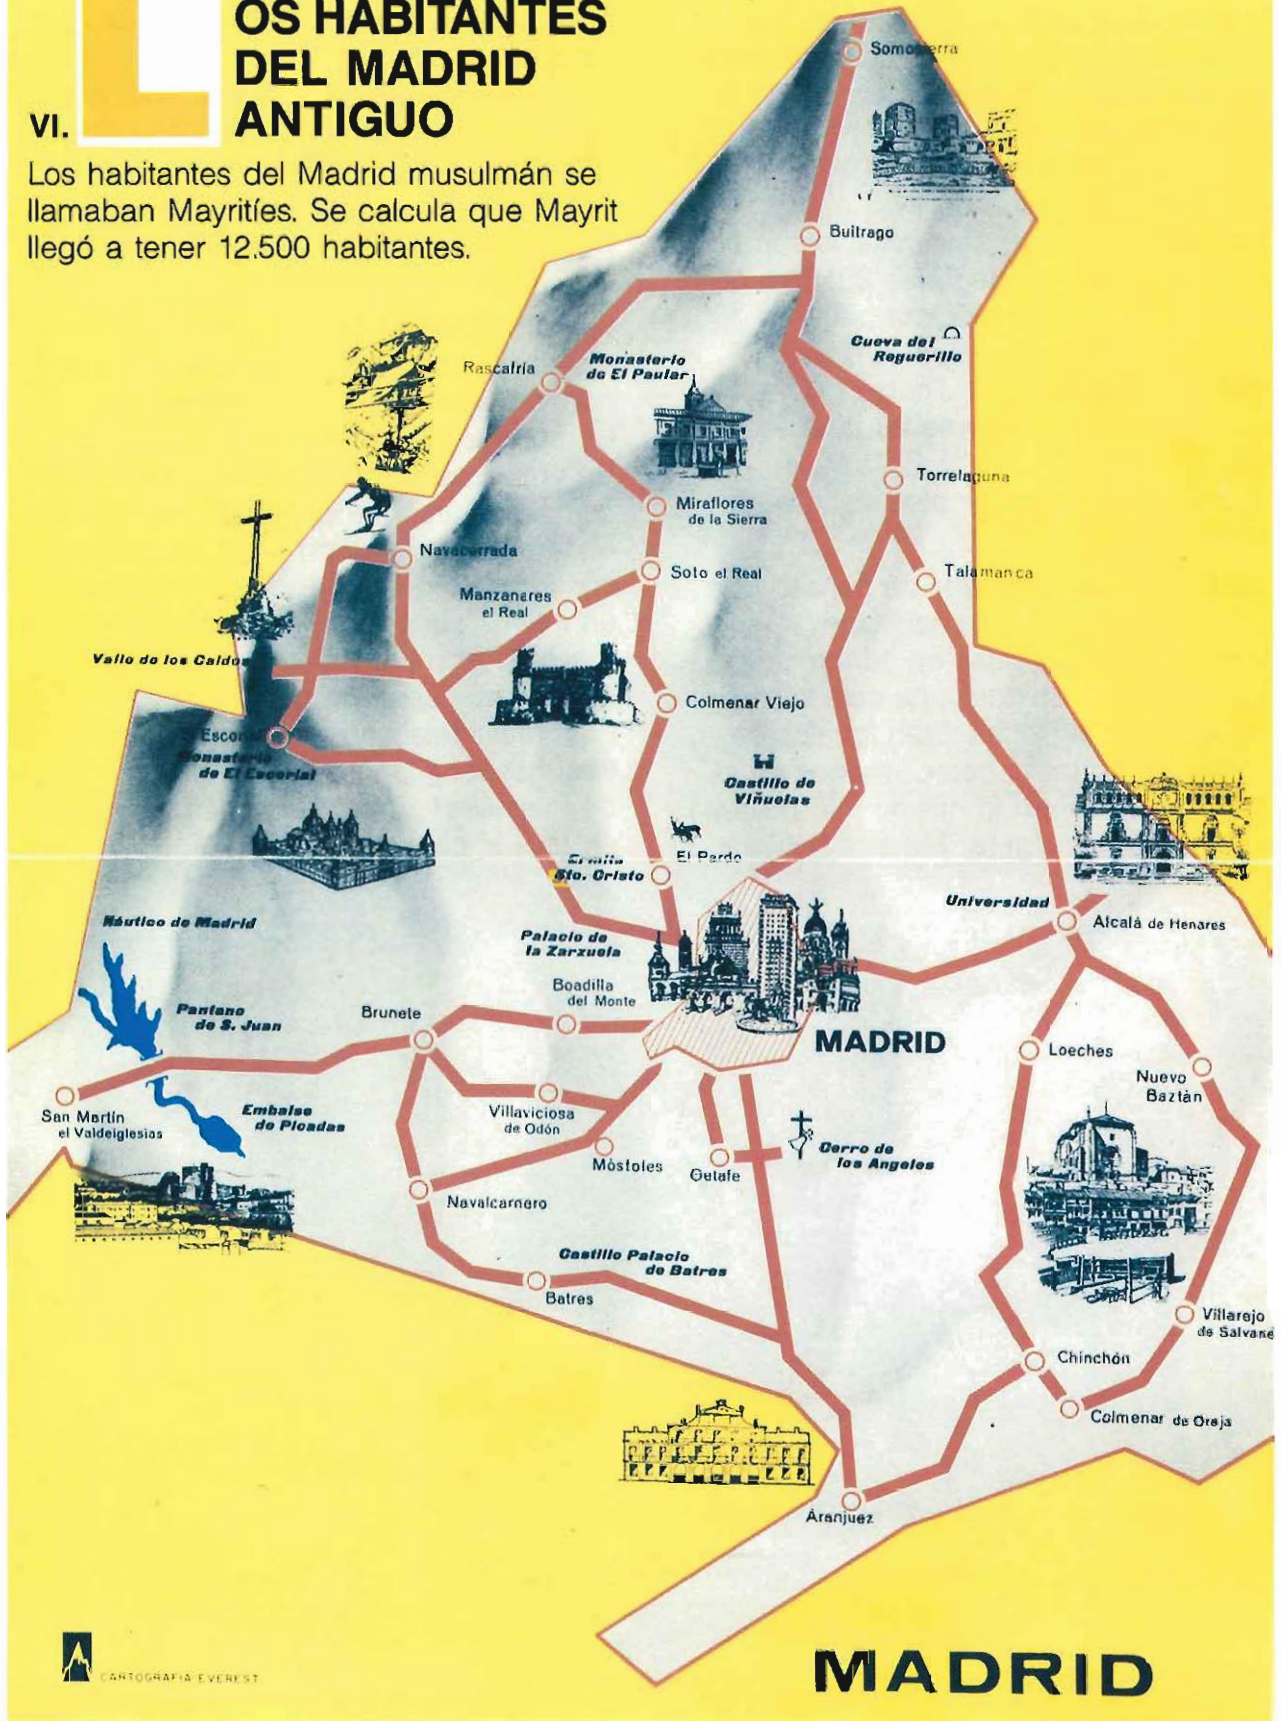 LOS HABITANTES
DEL MADRID
VI. ANTIGUO
Los habitantes del Madrid musulmán se
llamaban Mayritíes. Se calcula que Mayrit
llegó a tener 12.500 habitantes.
Somosierra
Buitrago
Cueva del
Reguerillo
Rascafría
Monasterio
de El Paular
Torrelaguna
Miraflores
de la Sierra
Navacerrada
Soto el Real
Talamanca
Manzanares
el Real
Valle de los Caídos
Colmenar Viejo
El Escorial
Monasterio
de El Escorial
Castillo de
Viñuelas
El Pardo
Ermita
Sto. Cristo
Universidad
Alcalá de Henares
Náutico de Madrid
Palacio de
la Zarzuela
Boadilla
del Monte
Pantano
de S. Juan
Brunete
MADRID
Loeches
Nuevo
Baztán
San Martín
el Valdeiglesias
Embalse
de Picadas
Villaviciosa
de Odón
Móstoles
Getafe
Cerro de
los Angeles
Navalcarnero
Castillo Palacio
de Batres
Batres
Villarejo
de Salvané
Chinchón
Colmenar de Oreja
Aranjuez
CARTOGRAFIA EVEREST
MADRID